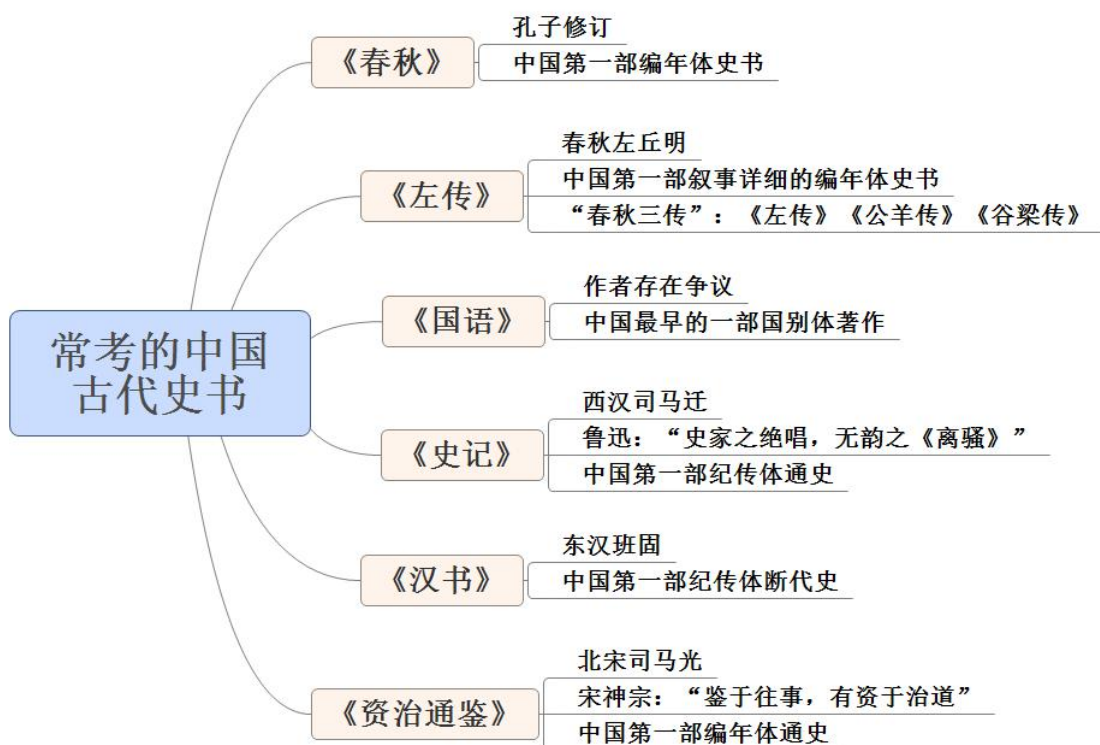 常考的中国
古代史书
《春秋》
孔子修订
中国第一部编年体史书
《左传》
春秋左丘明
中国第一部叙事详细的编年体史书
“春秋三传”：《左传》《公羊传》《谷梁传》
《国语》
作者存在争议
中国最早的一部国别体著作
《史记》
西汉司马迁
鲁迅：“史家之绝唱，无韵之《离骚》”
中国第一部纪传体通史
《汉书》
东汉班固
中国第一部纪传体断代史
《资治通鉴》
北宋司马光
宋神宗：“鉴于往事，有资于治道”
中国第一部编年体通史